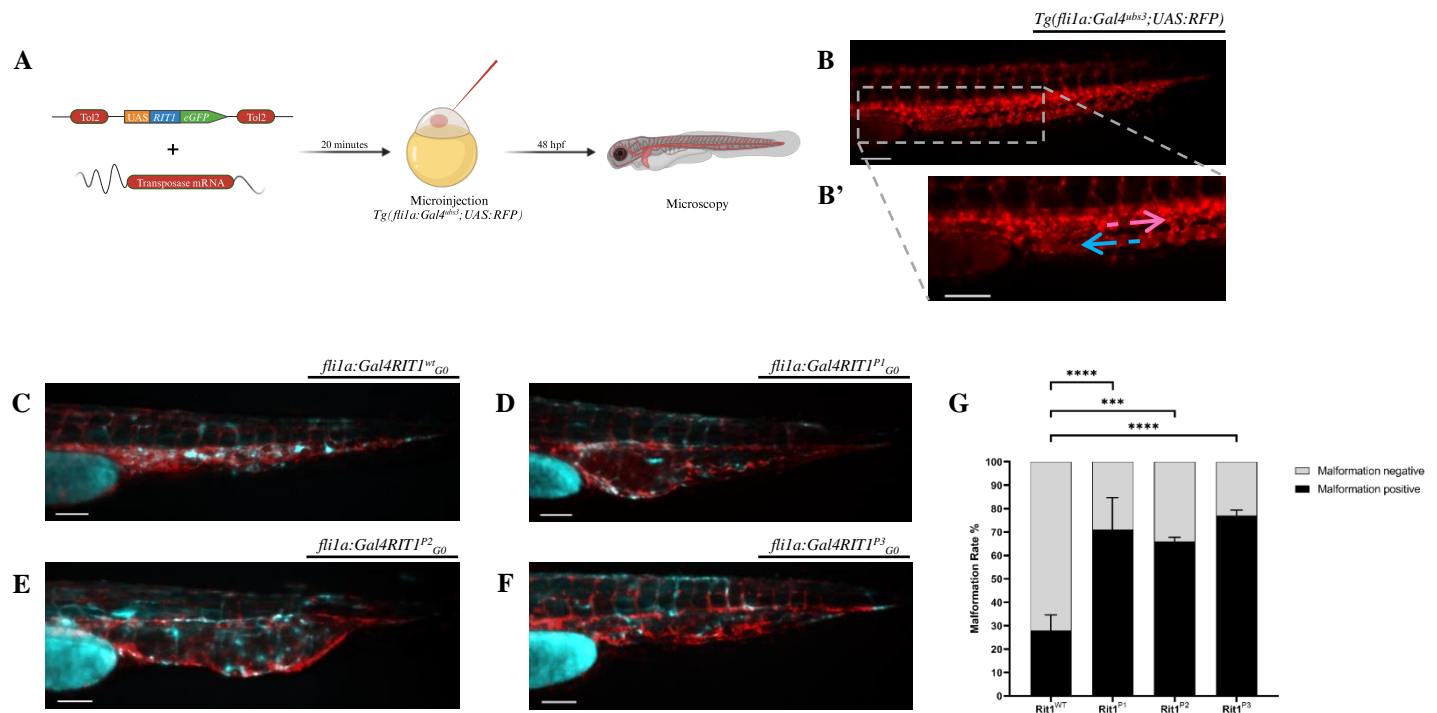 A
Tol2 UAS RIT1 eGFP Tol2
+
Transposase mRNA
20 minutes
Microinjection
Tg(fli1a:Gal4ubs3;UAS:RFP)
48 hpf
Microscopy
Tg(fli1a:Gal4ubs3;UAS:RFP)
B
B’
fli1a:Gal4RIT1wtG0
C
fli1a:Gal4RIT1P1G0
D
fli1a:Gal4RIT1P2G0
E
fli1a:Gal4RIT1P3G0
F
G
****
***
****
100
90
80
70
60
50
40
30
20
10
0
Malformation Rate %
Rit1WT Rit1P1 Rit1P2 Rit1P3
Malformation negative
Malformation positive